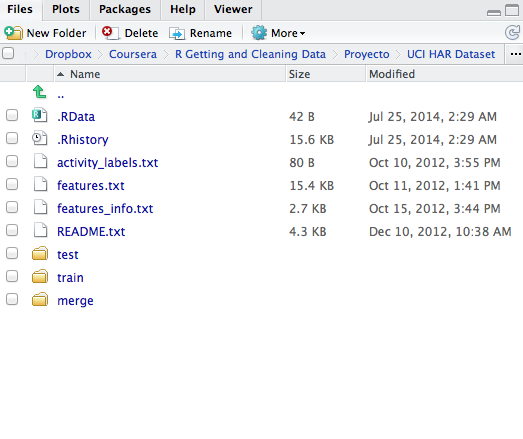 Files Plots Packages Help Viewer
New Folder Delete Rename More
Dropbox Coursera R Getting and Cleaning Data Proyecto UCI HAR Dataset ...
Name Size Modified
..
.RData 42 B Jul 25, 2014, 2:29 AM
.Rhistory 15.6 KB Jul 25, 2014, 2:29 AM
activity_labels.txt 80 B Oct 10, 2012, 3:55 PM
features.txt 15.4 KB Oct 11, 2012, 1:41 PM
features_info.txt 2.7 KB Oct 15, 2012, 3:44 PM
README.txt 4.3 KB Dec 10, 2012, 10:38 AM
test
train
merge